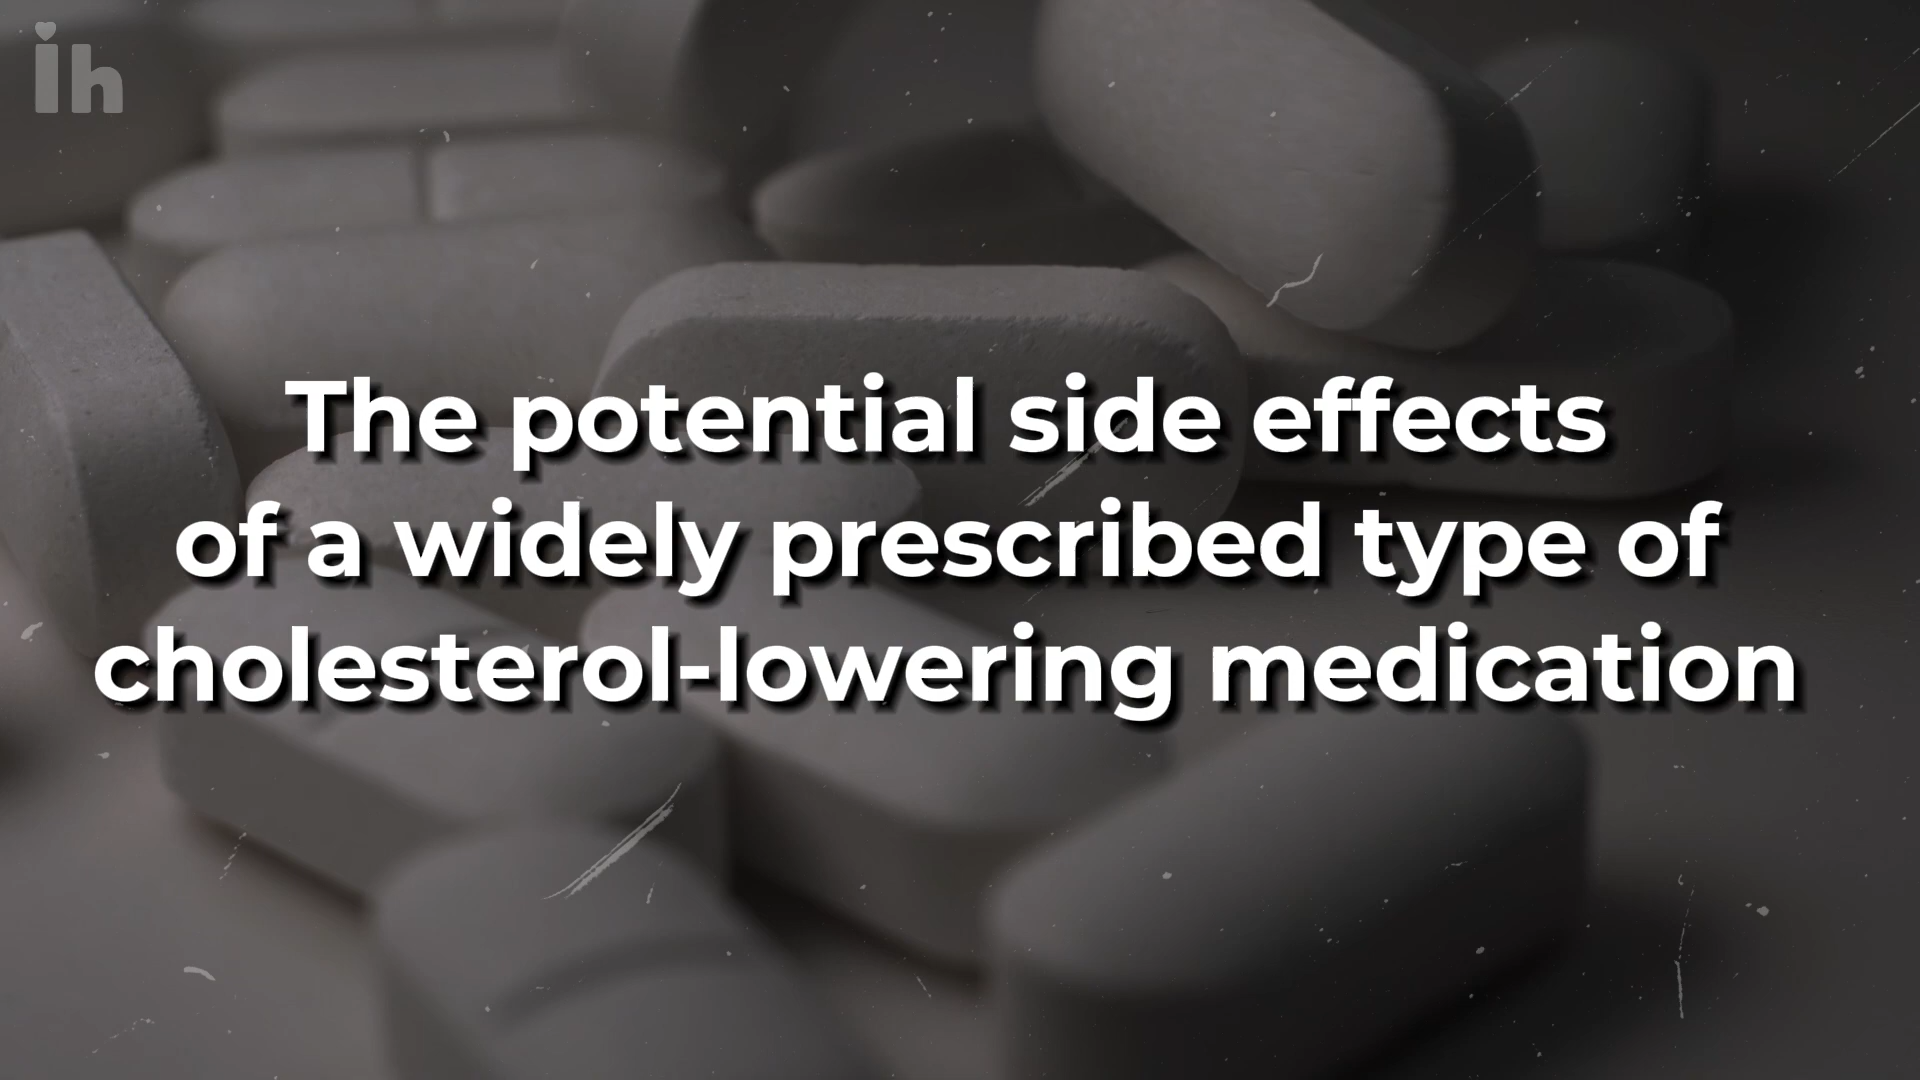 ih
The potential side effects
of a widely prescribed type of
cholesterol-lowering medication